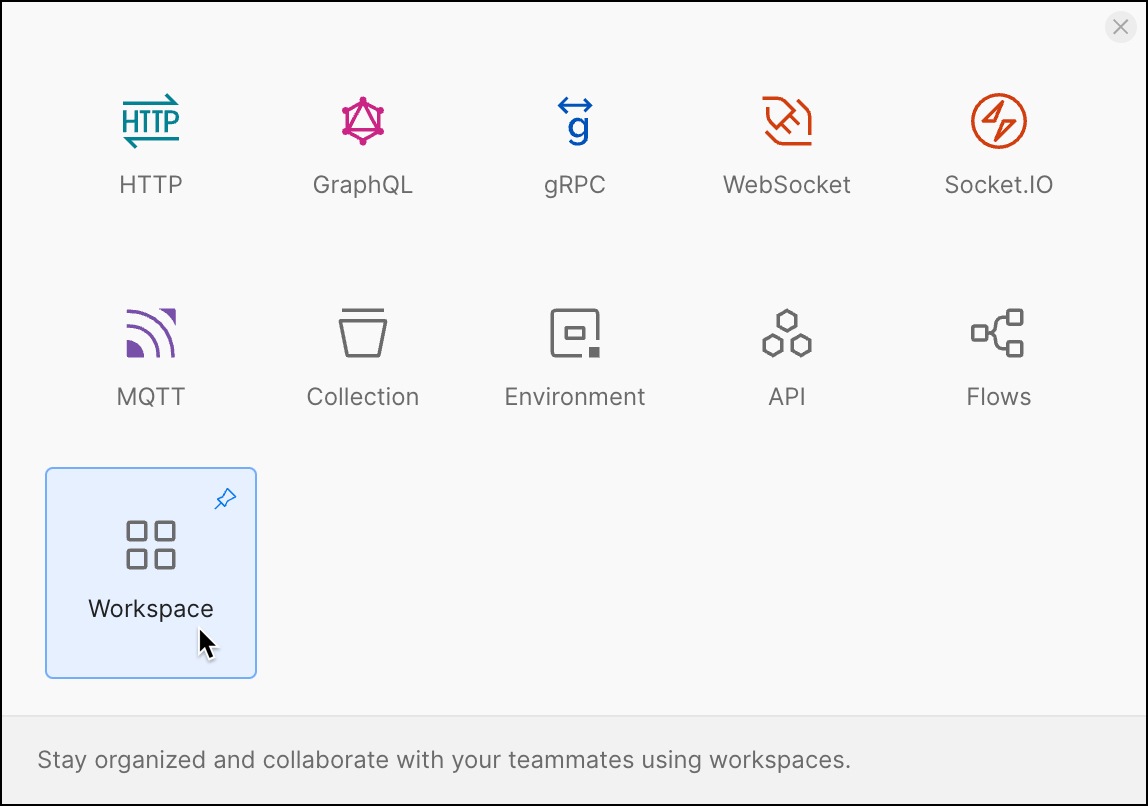 HTTP
HTTP
GraphQL
g
gRPC
WebSocket
Socket.IO
MQTT
Collection
Environment
API
Flows
Workspace
Stay organized and collaborate with your teammates using workspaces.